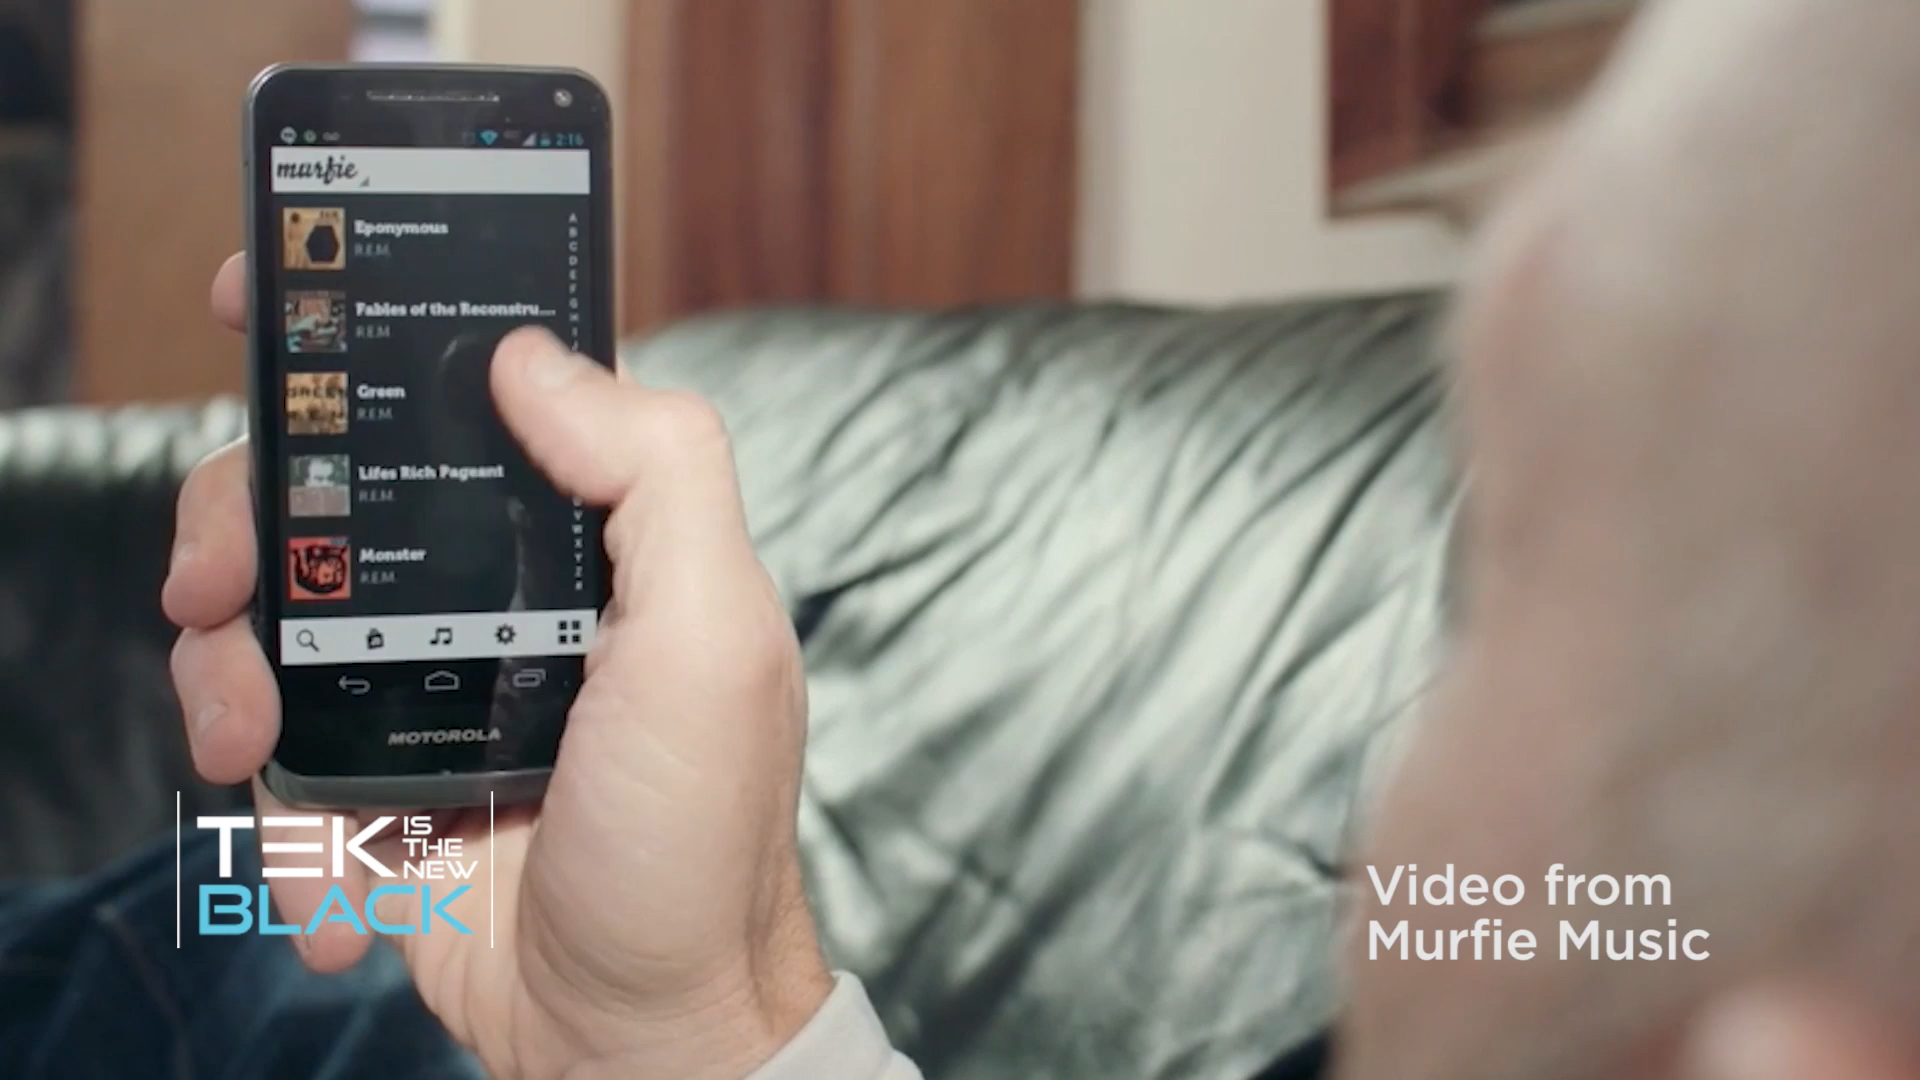 2:16
murfie
Eponymous
R.E.M.
Fables of the Reconstru...
R.E.M.
Green
R.E.M.
Lifes Rich Pageant
R.E.M.
Monster
R.E.M.
A
B
C
D
E
F
G
H
I
J
U
V
W
X
Y
Z
#
MOTOROLA
TEK IS THE NEW
BLACK
Video from
Murfie Music